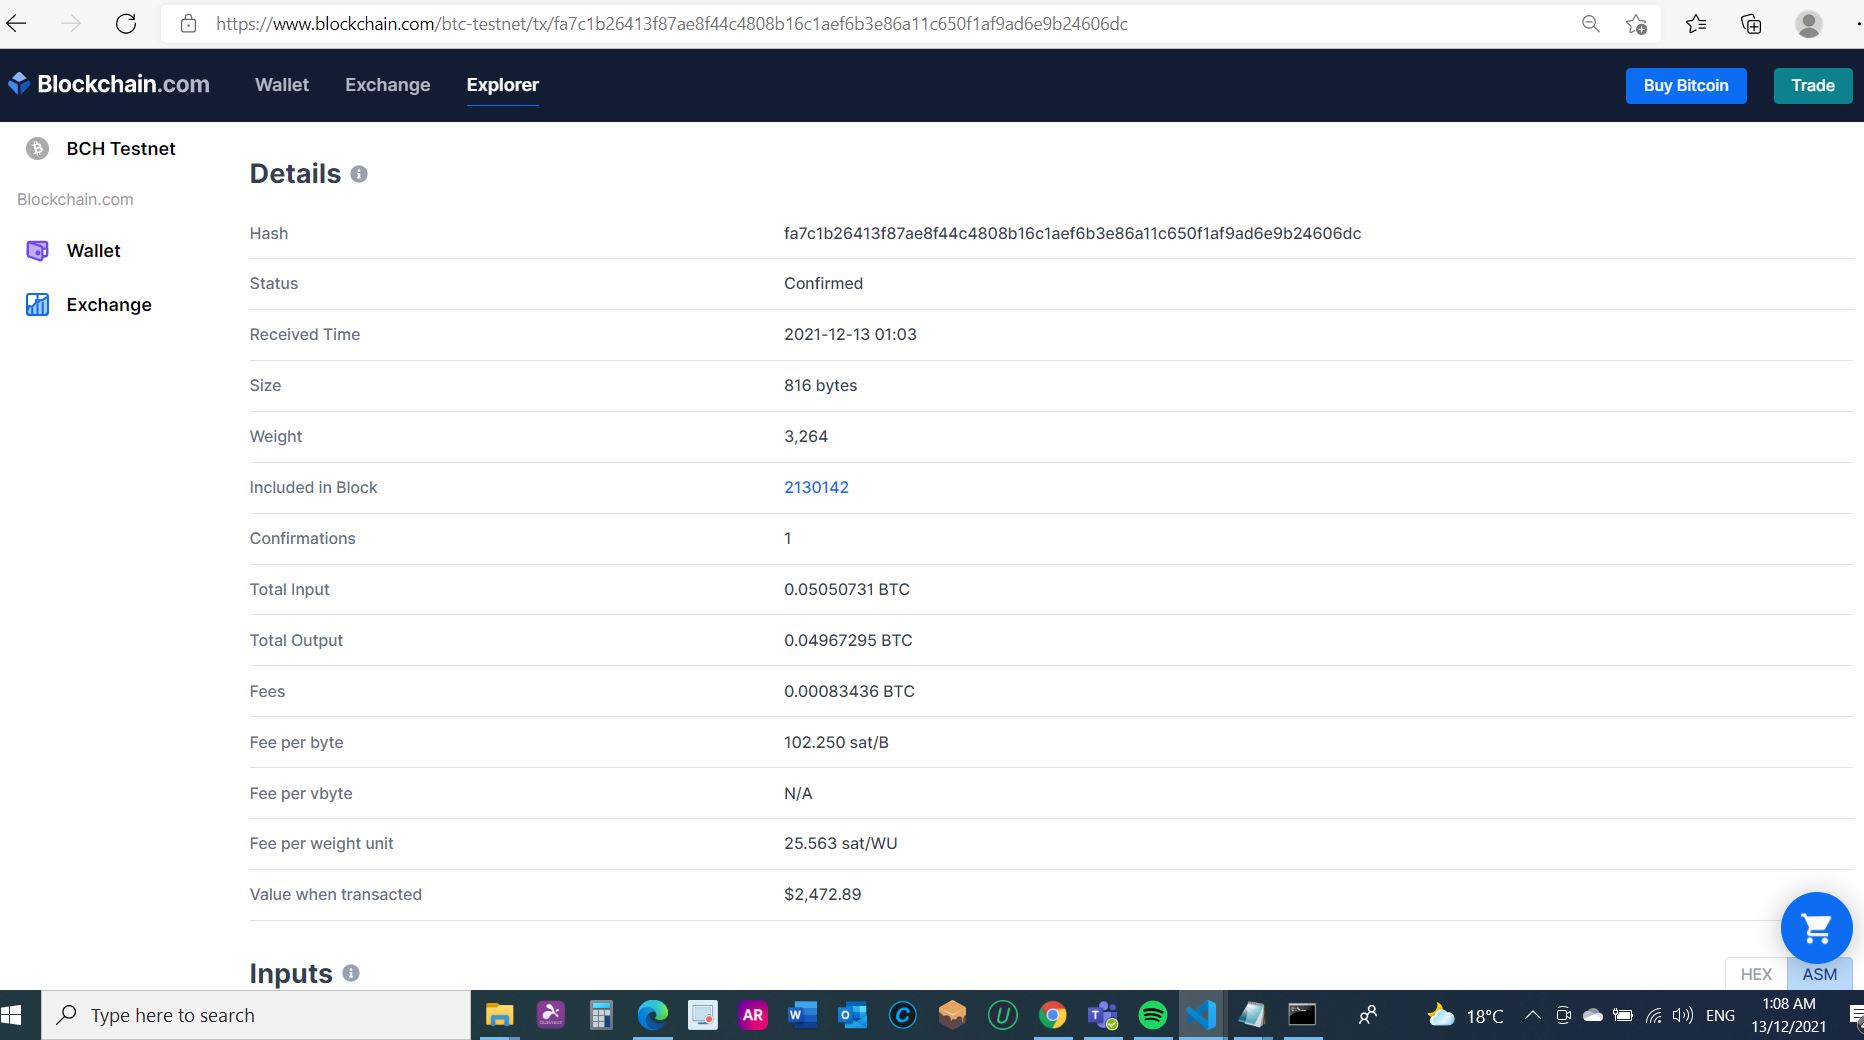 https://www.blockchain.com/btc-testnet/tx/fa7c1b26413f87ae8f44c4808b16c1aef6b3e86a11c650f1af9ad6e9b24606dc
Blockchain.com Wallet Exchange Explorer Buy Bitcoin Trade
BCH Testnet
Blockchain.com
Wallet
Exchange
Details
Hash fa7c1b26413f87ae8f44c4808b16c1aef6b3e86a11c650f1af9ad6e9b24606dc
Status Confirmed
Received Time 2021-12-13 01:03
Size 816 bytes
Weight 3,264
Included in Block 2130142
Confirmations 1
Total Input 0.05050731 BTC
Total Output 0.04967295 BTC
Fees 0.00083436 BTC
Fee per byte 102.250 sat/B
Fee per vbyte N/A
Fee per weight unit 25.563 sat/WU
Value when transacted $2,472.89
Inputs HEX ASM
Type here to search AR 18°C ENG 1:08 AM
13/12/2021